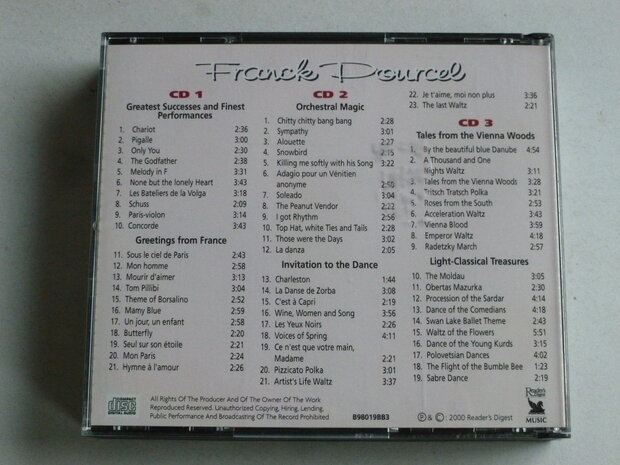 Franck Pourcel
CD 1
Greatest Successes and Finest
Performances
1. Chariot 2:36
2. Pigalle 3:00
3. Only You 2:30
4. The Godfather 2:38
5. Melody in F 3:51
6. None but the lonely Heart 3:43
7. Les Bateliers de la Volga 3:18
8. Schuss 2:09
9. Paris-violon 3:14
10. Concorde 3:43
Greetings from France
11. Sous le ciel de Paris 2:43
12. Mon homme 2:58
13. Mourir d'aimer 3:13
14. Tom Pillibi 3:04
15. Theme of Borsalino 2:52
16. Mamy Blue 2:59
17. Un jour, un enfant 2:58
18. Butterfly 2:20
19. Seul sur son étoile 2:21
20. Mon Paris 2:24
21. Hymne à l'amour 2:26
CD 2
Orchestral Magic
1. Chitty chitty bang bang 2:28
2. Sympathy 3:01
3. Alouette 2:27
4. Snowbird 2:15
5. Killing me softly with his Song 3:22
6. Adagio pour un Vénitien
anonyme 2:50
7. Soleado 3:04
8. The Peanut Vendor 2:22
9. I got Rhythm 2:56
10. Top Hat, white Ties and Tails 2:28
11. Those were the Days 3:02
12. La danza 2:05
Invitation to the Dance
13. Charleston 1:44
14. La Danse de Zorba 3:08
15. C'est à Capri 2:19
16. Wine, Women and Song 3:56
17. Les Yeux Noirs 2:26
18. Voices of Spring 4:11
19. Ce n'est que votre main,
Madame 2:21
20. Pizzicato Polka 3:01
21. Artist's Life Waltz 3:37
22. Je t'aime, moi non plus 3:36
23. The last Waltz 2:21
CD 3
Tales from the Vienna Woods
1. By the beautiful blue Danube 4:54
2. A Thousand and One
Nights Waltz 3:11
3. Tales from the Vienna Woods 3:28
4. Tritsch Tratsch Polka 3:21
5. Roses from the South 2:53
6. Acceleration Waltz 3:43
7. Vienna Blood 3:59
8. Emperor Waltz 4:18
9. Radetzky March 2:57
Light-Classical Treasures
10. The Moldau 3:05
11. Obertas Mazurka 2:30
12. Procession of the Sardar 4:14
13. Dance of the Comedians 4:18
14. Swan Lake Ballet Theme 2:43
15. Waltz of the Flowers 5:51
16. Dance of the Young Kurds 3:15
17. Polovetsian Dances 4:02
18. The Flight of the Bumble Bee 1:23
19. Sabre Dance 2:19
COMPACT
disc
DIGITAL AUDIO
All Rights Of The Producer And Of The Owner Of The Work
Reproduced Reserved. Unauthorized Copying, Hiring, Lending,
Public Performance And Broadcasting Of The Record Prohibited.
B98019BB3
Ⓟ & © : 2000 Reader's Digest
Reader's
Digest
MUSIC